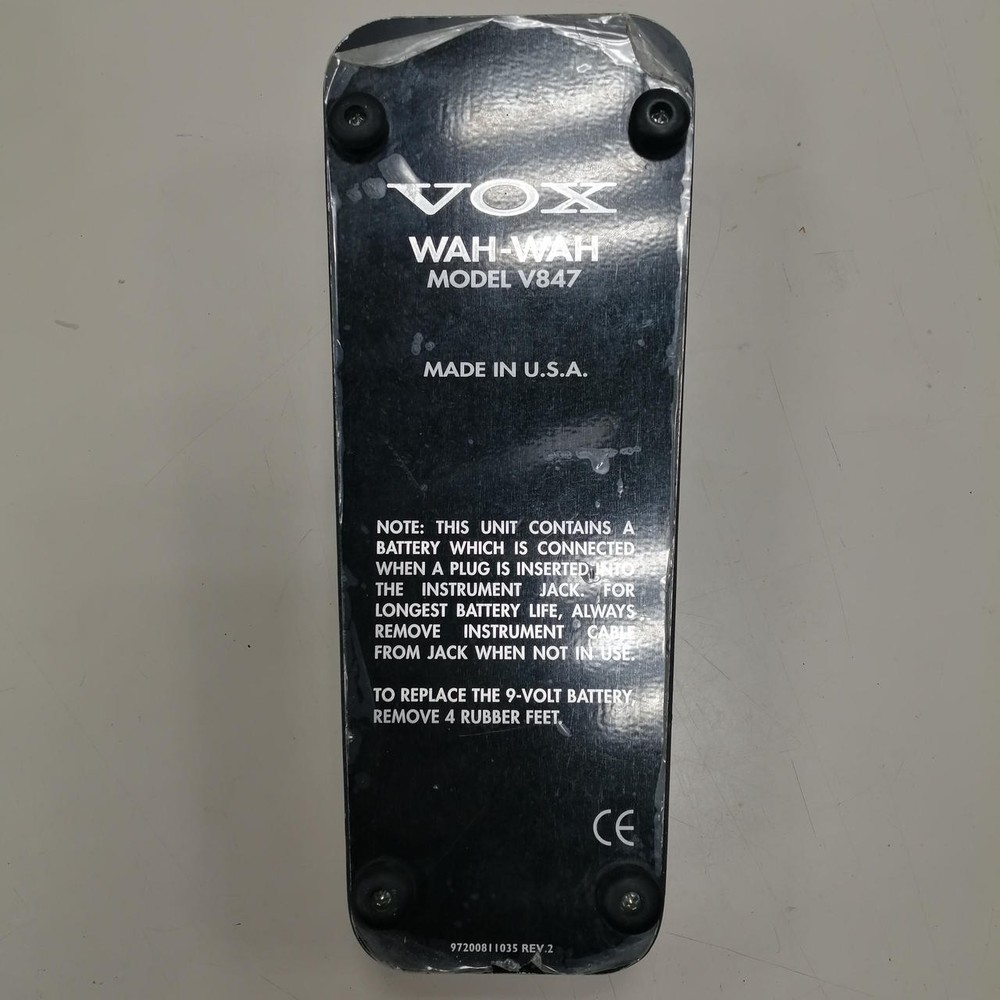 VOX
WAH-WAH
MODEL V847
MADE IN U.S.A.
NOTE: THIS UNIT CONTAINS A
BATTERY WHICH IS CONNECTED
WHEN A PLUG IS INSERTED INTO
THE INSTRUMENT JACK. FOR
LONGEST BATTERY LIFE, ALWAYS
REMOVE INSTRUMENT CABLE
FROM JACK WHEN NOT IN USE.
TO REPLACE THE 9-VOLT BATTERY,
REMOVE 4 RUBBER FEET.
CE
97200811035 REV.2